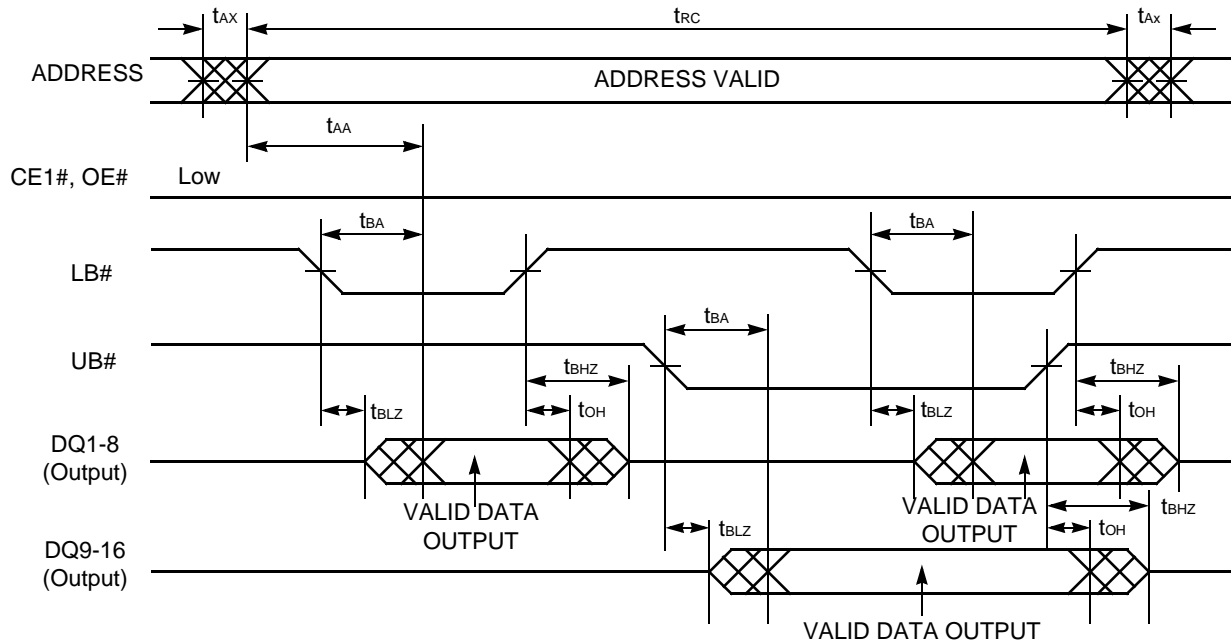 tAX tRC tAx
ADDRESS ADDRESS VALID
tAA
CE1#, OE# Low
tBA tBA
LB#
tBA
UB#
tBHZ tBHZ
tBLZ tOH tBLZ tOH
DQ1-8
(Output)
VALID DATA
OUTPUT
VALID DATA
OUTPUT
tBHZ
tBLZ tOH
DQ9-16
(Output)
VALID DATA OUTPUT